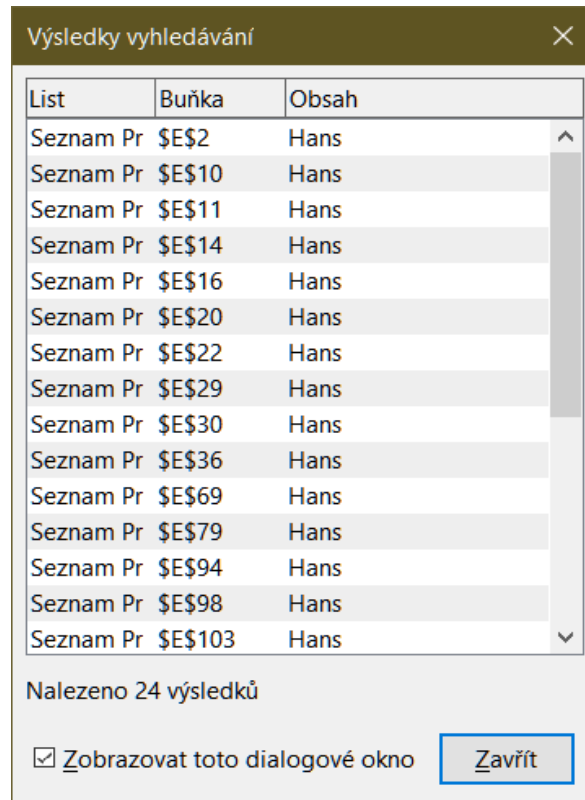 Výsledky vyhledávání
List Buňka Obsah
Seznam Pr $E$2 Hans
Seznam Pr $E$10 Hans
Seznam Pr $E$11 Hans
Seznam Pr $E$14 Hans
Seznam Pr $E$16 Hans
Seznam Pr $E$20 Hans
Seznam Pr $E$22 Hans
Seznam Pr $E$29 Hans
Seznam Pr $E$30 Hans
Seznam Pr $E$36 Hans
Seznam Pr $E$69 Hans
Seznam Pr $E$79 Hans
Seznam Pr $E$94 Hans
Seznam Pr $E$98 Hans
Seznam Pr $E$103 Hans
Nalezeno 24 výsledků
Zobrazovat toto dialogové okno Zavřít